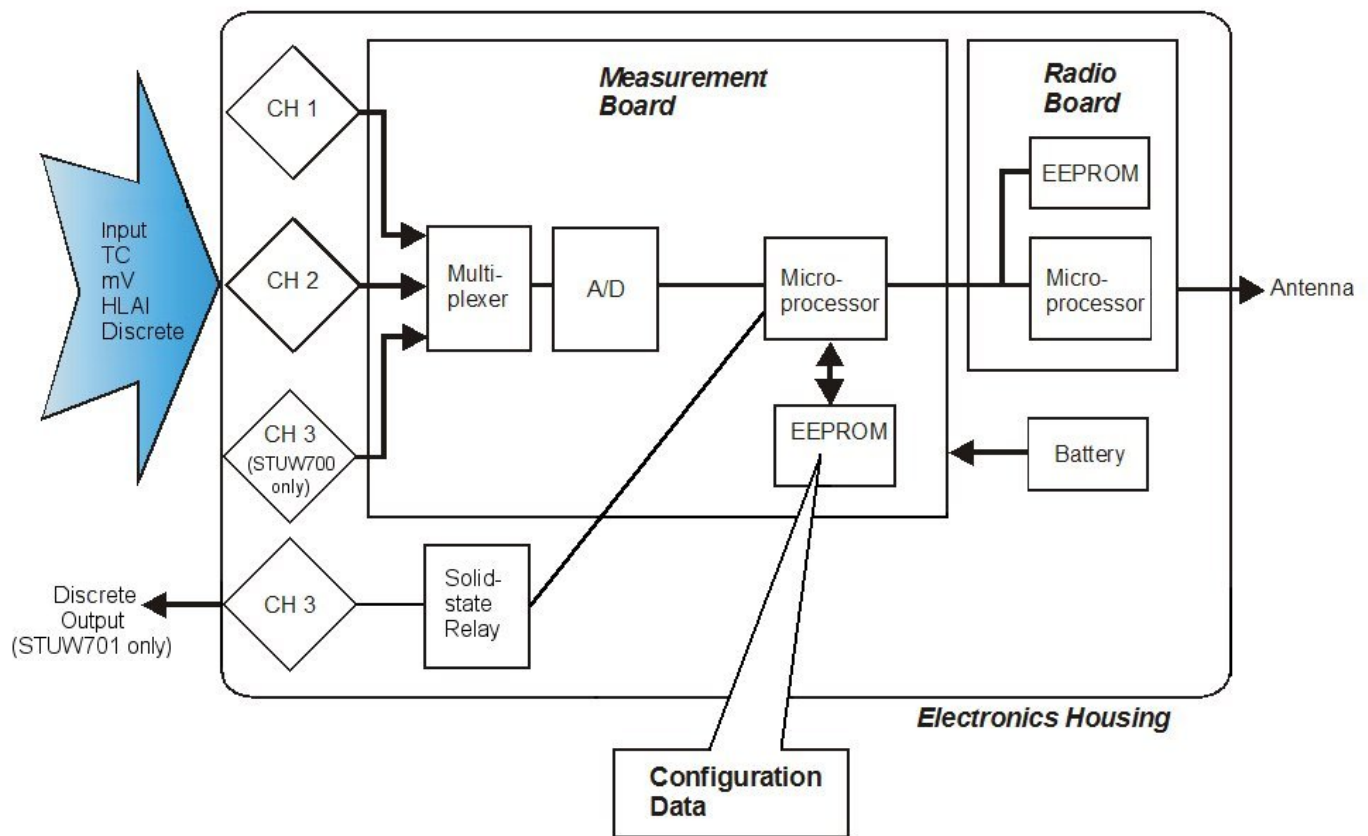 CH 1
Measurement
Board
Radio
Board
EEPROM
Input
TC
mV
HLAI
Discrete
CH 2
Multi-
plexer
A/D
Micro-
processor
Micro-
processor
Antenna
CH 3
(STUW700
only)
EEPROM
Battery
Discrete
Output
(STUW701 only)
CH 3
Solid-
state
Relay
Electronics Housing
Configuration
Data